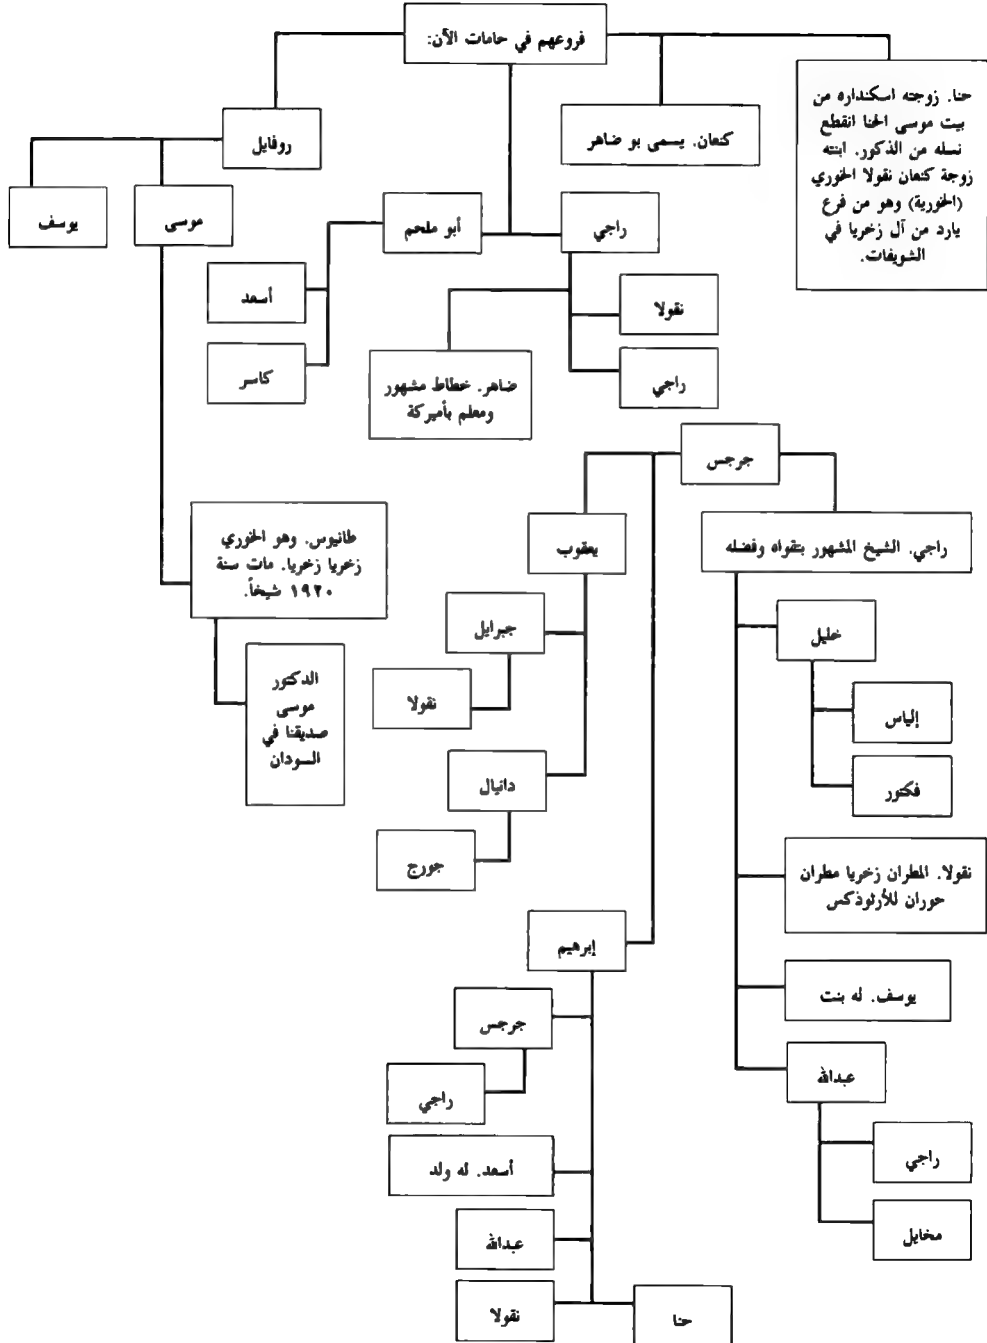 فروعهم في حامات الآن:
حنا. زوجته اسكنداره من
بيت موسى الحنا انقطع
نسله من الذكور. ابنته
زوجة كنعان نقولا الخوري
(الخورية) وهو من فرع
يارد من آل زخريا في
الشويفات.
كنعان. يسمى بو ضاهر
روفايل
موسى
يوسف
راجي
أبو ملحم
أسعد
كاسر
نقولا
راجي
ضاهر. خطاط مشهور
ومعلم بأميركة
جرجس
طانيوس. وهو الخوري
زخريا زخريا. مات سنة
١٩٢٠ شيخاً.
الدكتور
موسى
صديقنا في
السودان
راجي. الشيخ المشهور بتقواه وفضله
يعقوب
خليل
جبرايل
إلياس
نقولا
فكتور
دانيال
جورج
نقولا. المطران زخريا مطران
حوران للأرثوذكس
إبرهيم
يوسف. له بنت
جرجس
عبدالله
راجي
راجي
أسعد. له ولد
مخايل
عبدالله
نقولا
حنا